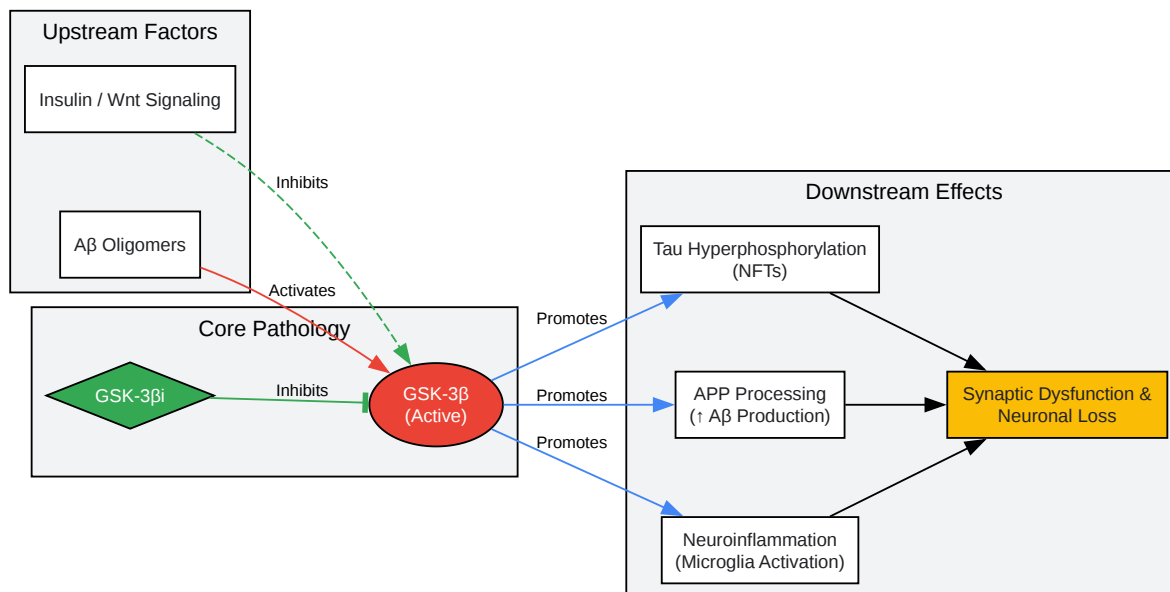 Upstream Factors
Insulin / Wnt Signaling
Inhibits
Aβ Oligomers
Activates
Core Pathology
GSK-3βi
Inhibits
GSK-3β
(Active)
Promotes
Promotes
Promotes
Downstream Effects
Tau Hyperphosphorylation
(NFTs)
APP Processing
(↑ Aβ Production)
Neuroinflammation
(Microglia Activation)
Synaptic Dysfunction &
Neuronal Loss